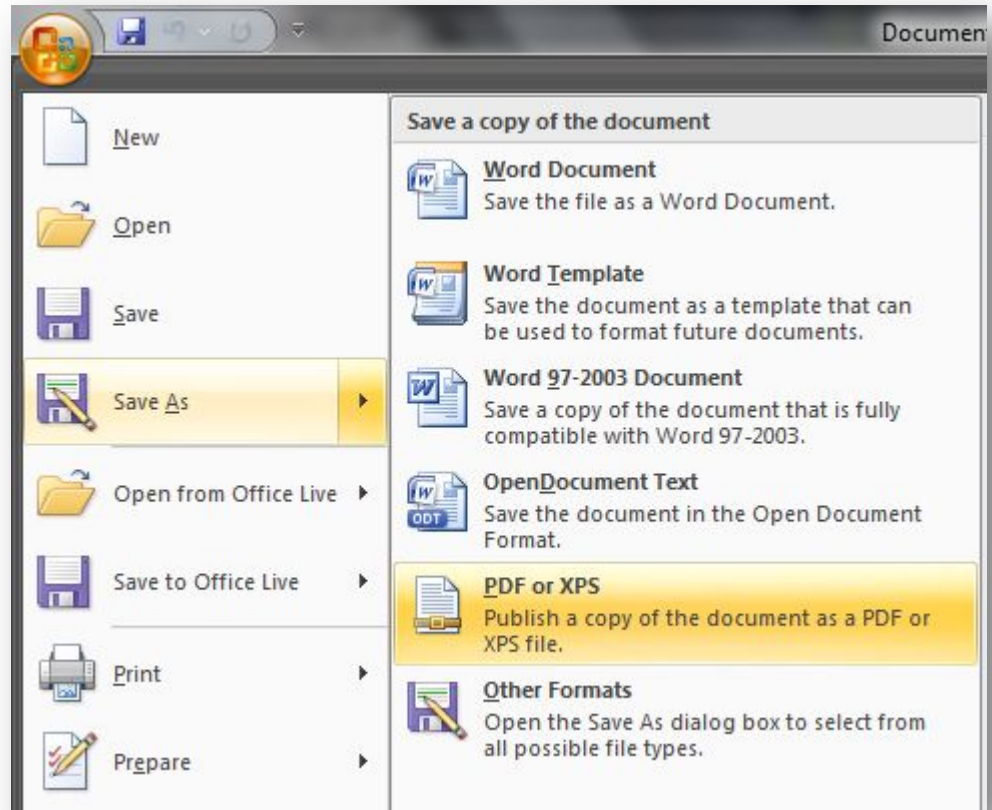 Documen
New
Open
Save
Save As
Open from Office Live
Save to Office Live
Print
Prepare
Save a copy of the document
Word Document
Save the file as a Word Document.
Word Template
Save the document as a template that can
be used to format future documents.
Word 97-2003 Document
Save a copy of the document that is fully
compatible with Word 97-2003.
OpenDocument Text
Save the document in the Open Document
Format.
PDF or XPS
Publish a copy of the document as a PDF or
XPS file.
Other Formats
Open the Save As dialog box to select from
all possible file types.